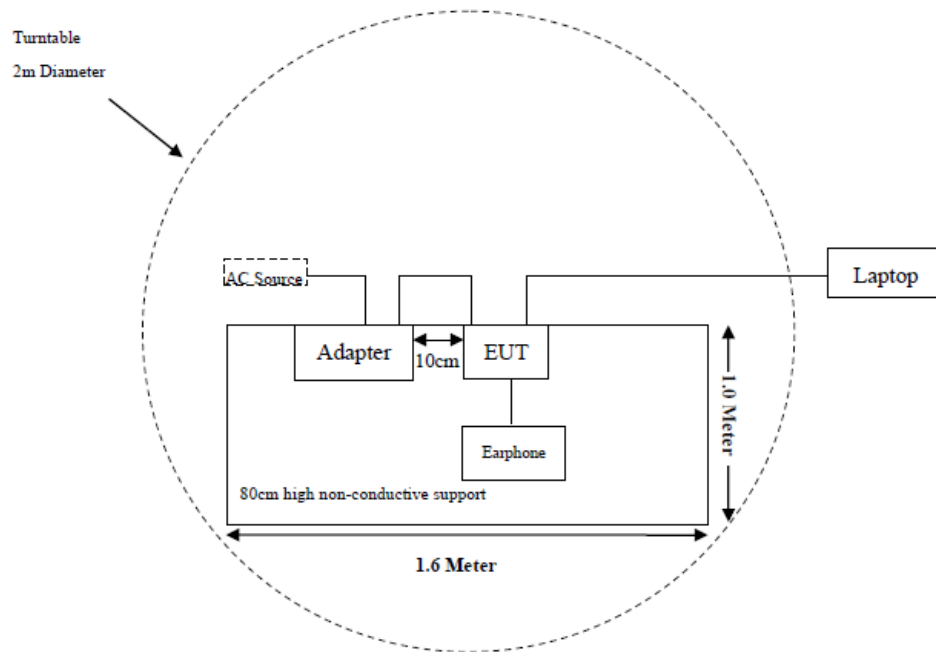 Turntable
2m Diameter
AC Source
Laptop
Adapter
10cm
EUT
Earphone
1.0 Meter
80cm high non-conductive support
1.6 Meter